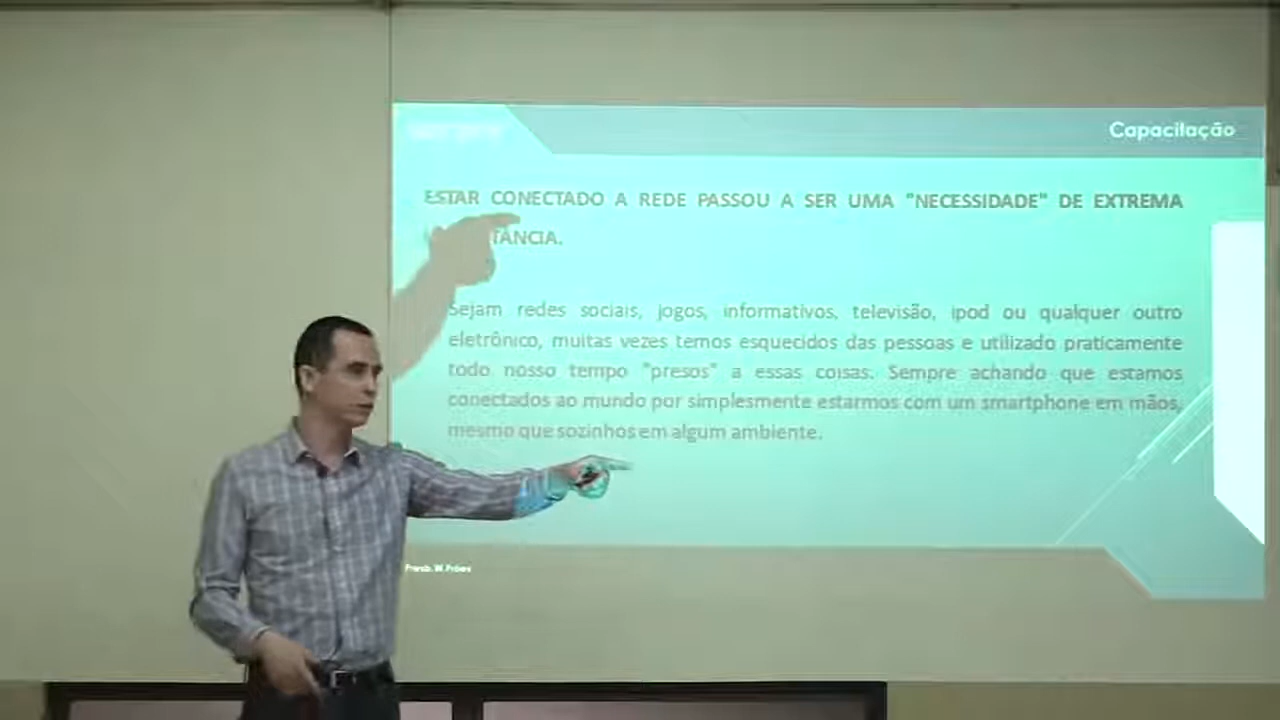 Capacitação
ESTAR CONECTADO A REDE PASSOU A SER UMA "NECESSIDADE" DE EXTREMA
TÂNCIA.
Sejam redes sociais, jogos, informativos, televisão, ipod ou qualquer outro
eletrônico, muitas vezes temos esquecidos das pessoas e utilizado praticamente
todo nosso tempo "presos" a essas coisas. Sempre achando que estamos
conectados ao mundo por simplesmente estarmos com um smartphone em mãos,
mesmo que sozinhos em algum ambiente.